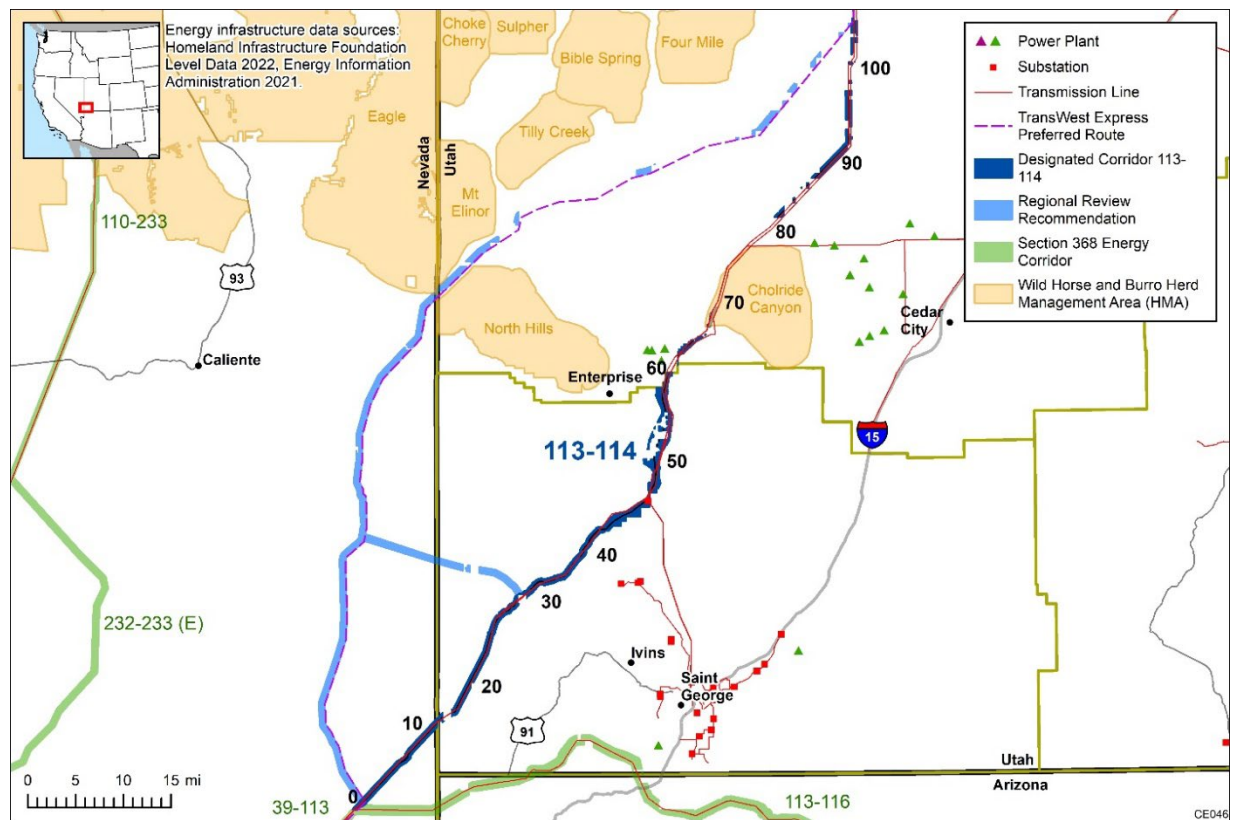 Energy infrastructure data sources:
Homeland Infrastructure Foundation
Level Data 2022, Energy Information
Administration 2021.
Choke
Cherry
Sulpher
Bible Spring
Four Mile
Eagle
Tilly Creek
Nevada
Utah
Mt
Elinor
North Hills
Cholride
Canyon
110-233
93
Caliente
Enterprise
Cedar
City
113-114
15
232-233 (E)
Ivins
Saint
George
91
39-113
113-116
Utah
Arizona
0
10
20
30
40
50
60
70
80
90
100
0 5 10 15 mi
Power Plant
Substation
Transmission Line
TransWest Express
Preferred Route
Designated Corridor 113-
114
Regional Review
Recommendation
Section 368 Energy
Corridor
Wild Horse and Burro Herd
Management Area (HMA)
CE046